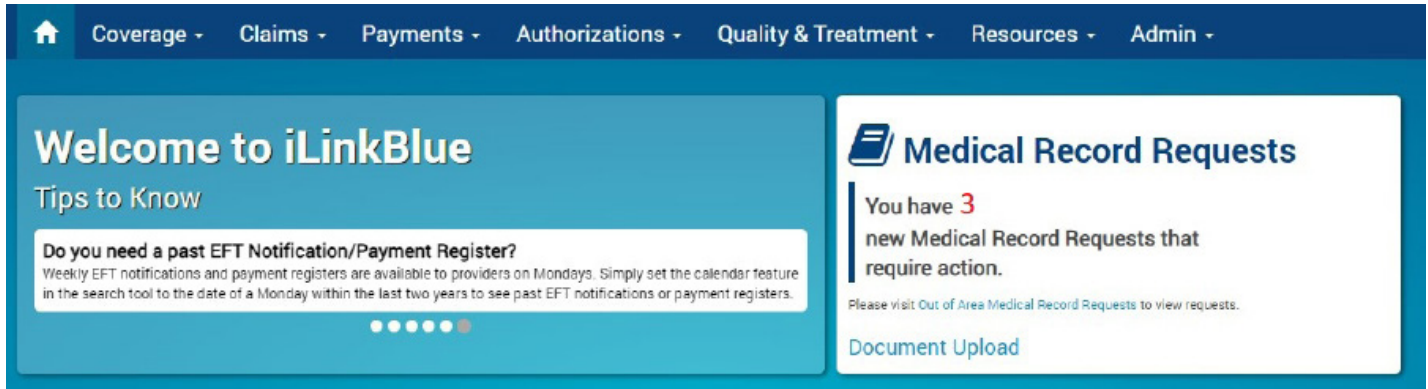 Coverage - Claims - Payments - Authorizations - Quality & Treatment - Resources - Admin -
Welcome to iLinkBlue
Tips to Know
Do you need a past EFT Notification/Payment Register?
Weekly EFT notifications and payment registers are available to providers on Mondays. Simply set the calendar feature
in the search tool to the date of a Monday within the last two years to see past EFT notifications or payment registers.
Medical Record Requests
You have 3
new Medical Record Requests that
require action.
Please visit Out of Area Medical Record Requests to view requests.
Document Upload